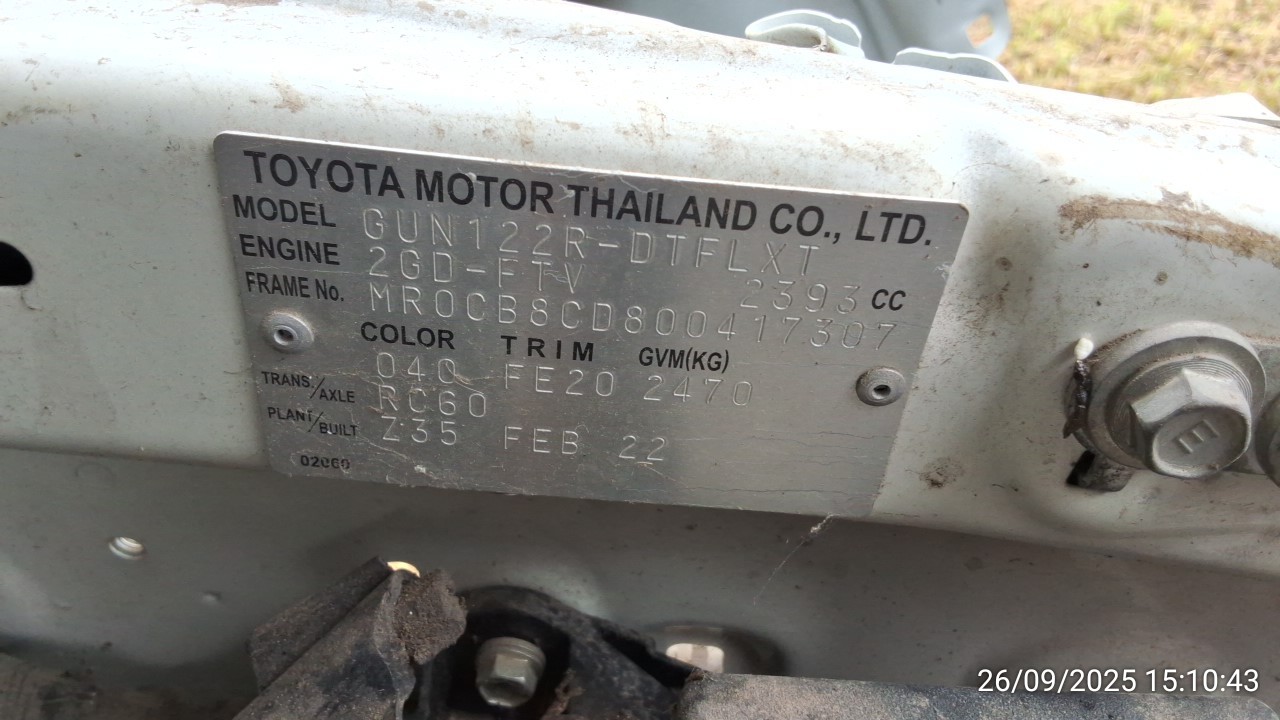 TOYOTA MOTOR THAILAND CO., LTD.
MODEL GUN122R-DTFLXT
ENGINE 2GD-FTV 2393 CC
FRAME No. MR0CB8CD800417307
COLOR TRIM GVM(KG)
040 FE20 2470
TRANS./AXLE RC60
PLANT/BUILT Z35 FEB 22
02060
E
26/09/2025 15:10:43